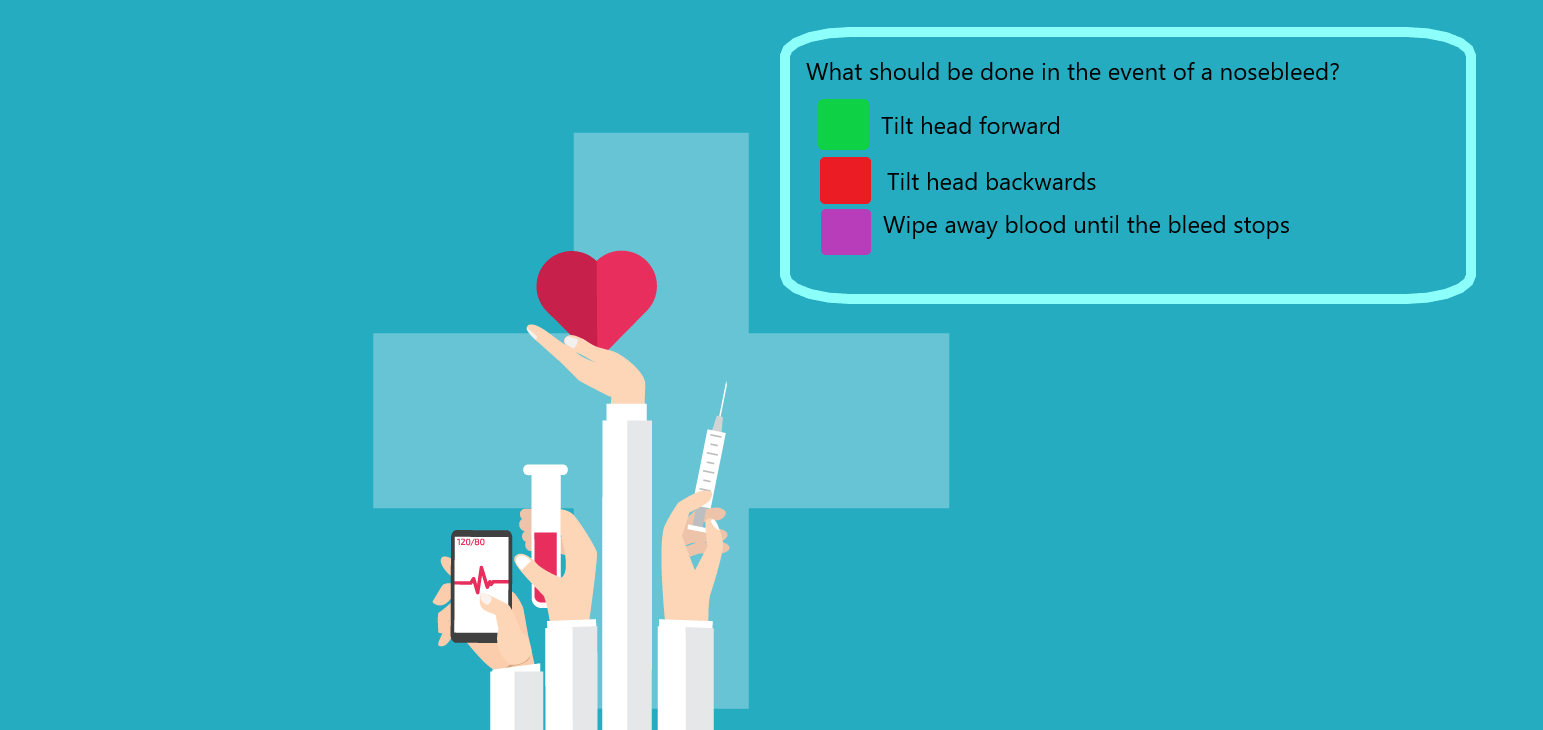 What should be done in the event of a nosebleed?
Tilt head forward
Tilt head backwards
Wipe away blood until the bleed stops
120/80